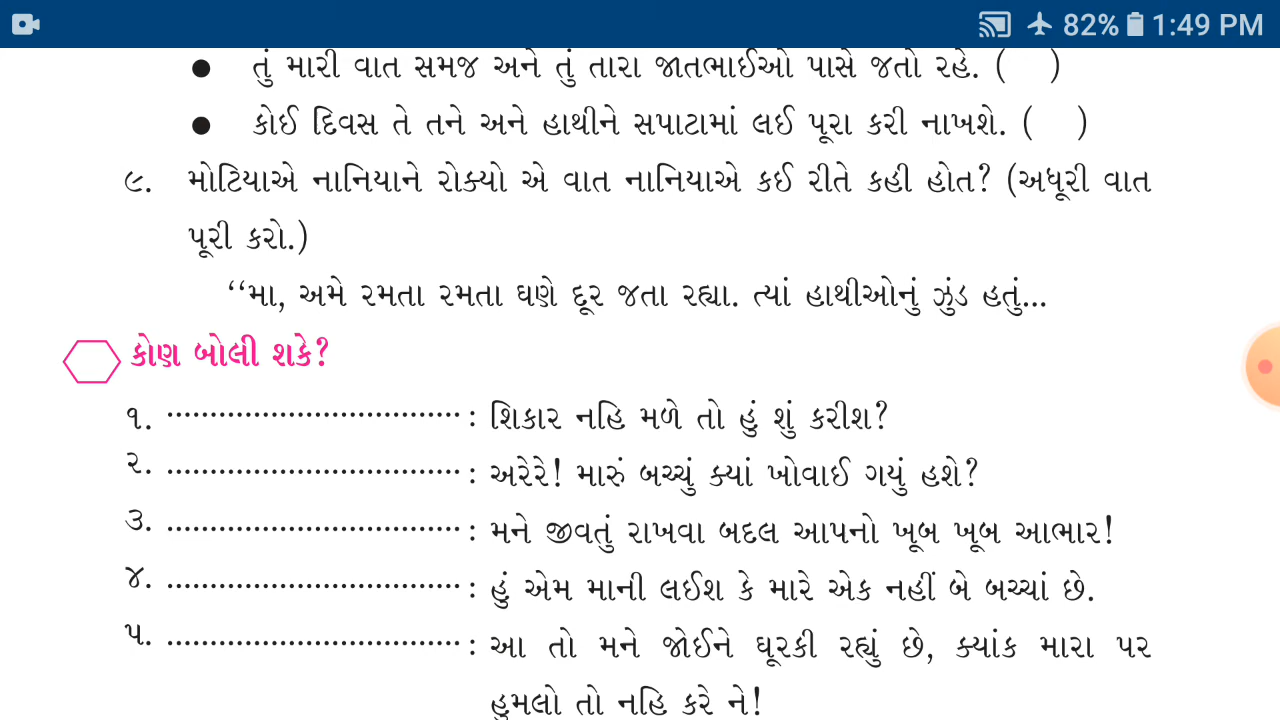 82% 1:49 PM
● તું મારી વાત સમજ અને તું તારા જાતભાઈઓ પાસે જતો રહે. ( )
● કોઈ દિવસ તે તને અને હાથીને સપાટામાં લઈ પૂરા કરી નાખશે. ( )
૯. મોટિયાએ નાનિયાને રોક્યો એ વાત નાનિયાએ કઈ રીતે કહી હોત? (અધૂરી વાત
પૂરી કરો.)
‘‘મા, અમે રમતા રમતા ઘણે દૂર જતા રહ્યા. ત્યાં હાથીઓનું ઝુંડ હતું...
કોણ બોલી શકે?
૧. .................................. : શિકાર નહિ મળે તો હું શું કરીશ?
૨. .................................. : અરેરે! મારું બચ્ચું ક્યાં ખોવાઈ ગયું હશે?
૩. .................................. : મને જીવતું રાખવા બદલ આપનો ખૂબ ખૂબ આભાર!
૪. .................................. : હું એમ માની લઈશ કે મારે એક નહીં બે બચ્ચાં છે.
૫. .................................. : આ તો મને જોઈને ઘૂરકી રહ્યું છે, ક્યાંક મારા પર
હુમલો તો નહિ કરે ને!